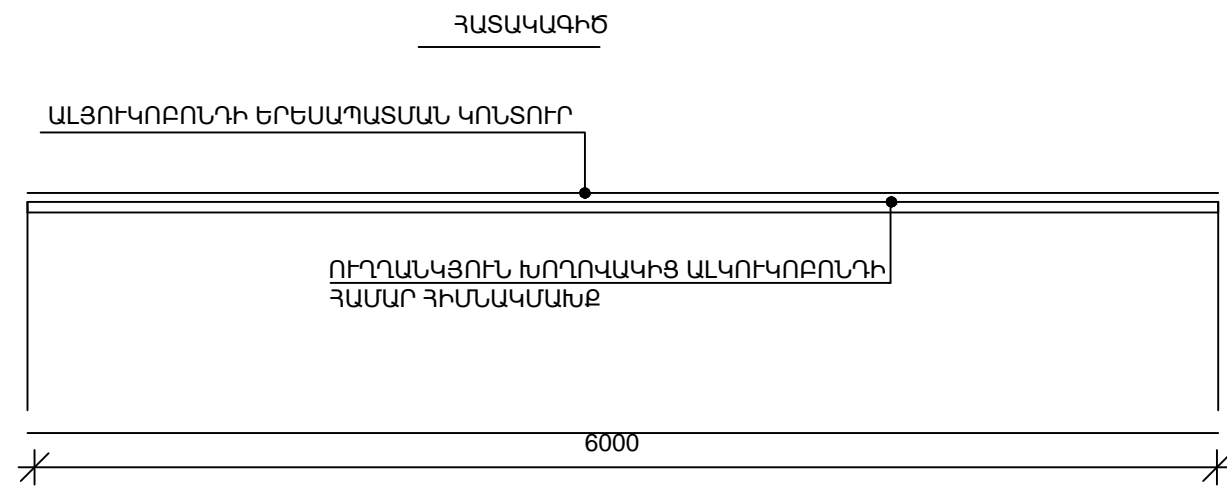 ՀԱՏԱԿԱԳԻԾ
ԱԼՅՈՒԿՈԲՈՆԴԻ ԵՐԵՍԱՊԱՏՄԱՆ ԿՈՆՏՈՒՐ
ՈՒՂՂԱՆԿՅՈՒՆ ԽՈՂՈՎԱԿԻՑ ԱԼԿՈՒԿՈԲՈՆԴԻ
ՀԱՄԱՐ ՀԻՄՆԱԿՄԱԽՔ
6000